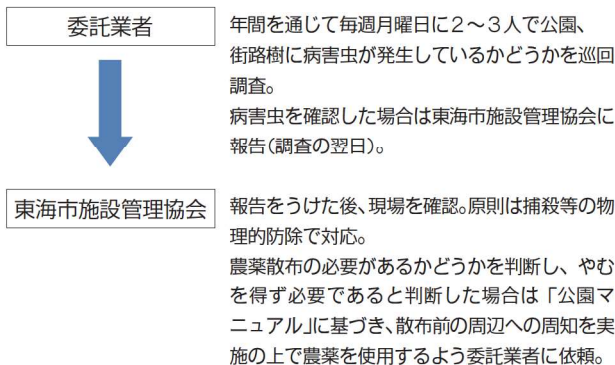 委託業者
年間を通じて毎週月曜日に２～３人で公園、
街路樹に病害虫が発生しているかどうかを巡回
調査。
病害虫を確認した場合は東海市施設管理協会に
報告（調査の翌日）。
東海市施設管理協会
報告をうけた後、現場を確認。原則は捕殺等の物
理的防除で対応。
農薬散布の必要があるかどうかを判断し、やむ
を得ず必要であると判断した場合は「公園マ
ニュアル」に基づき、散布前の周辺への周知を実
施の上で農薬を使用するよう委託業者に依頼。